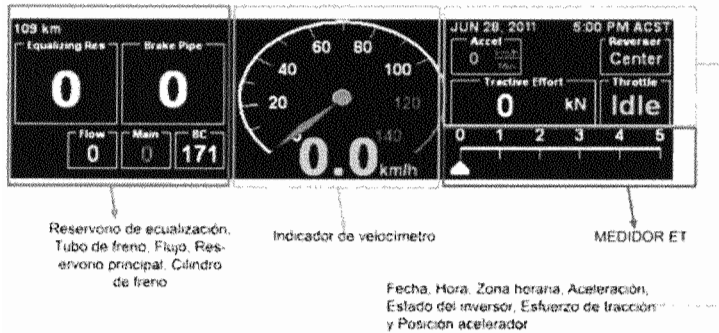 109 km
Equalizing Res
Brake Pipe
0
0
Flow
Main
BC
0
0
171
20
40
60
80
100
120
140
0.0 km/h
JUN 28, 2011 5:00 PM ACST
Accel
0
Reverser
Center
Tractive Effort
0 kN
Throttle
Idle
0 1 2 3 4 5
Reservorio de ecualización,
Tubo de freno, Flujo, Res-
ervorio principal, Cilindro
de freno
Indicador de velocímetro
MEDIDOR ET
Fecha, Hora, Zona horaria, Aceleración,
Estado del inversor, Esfuerzo de tracción
y Posición acelerador